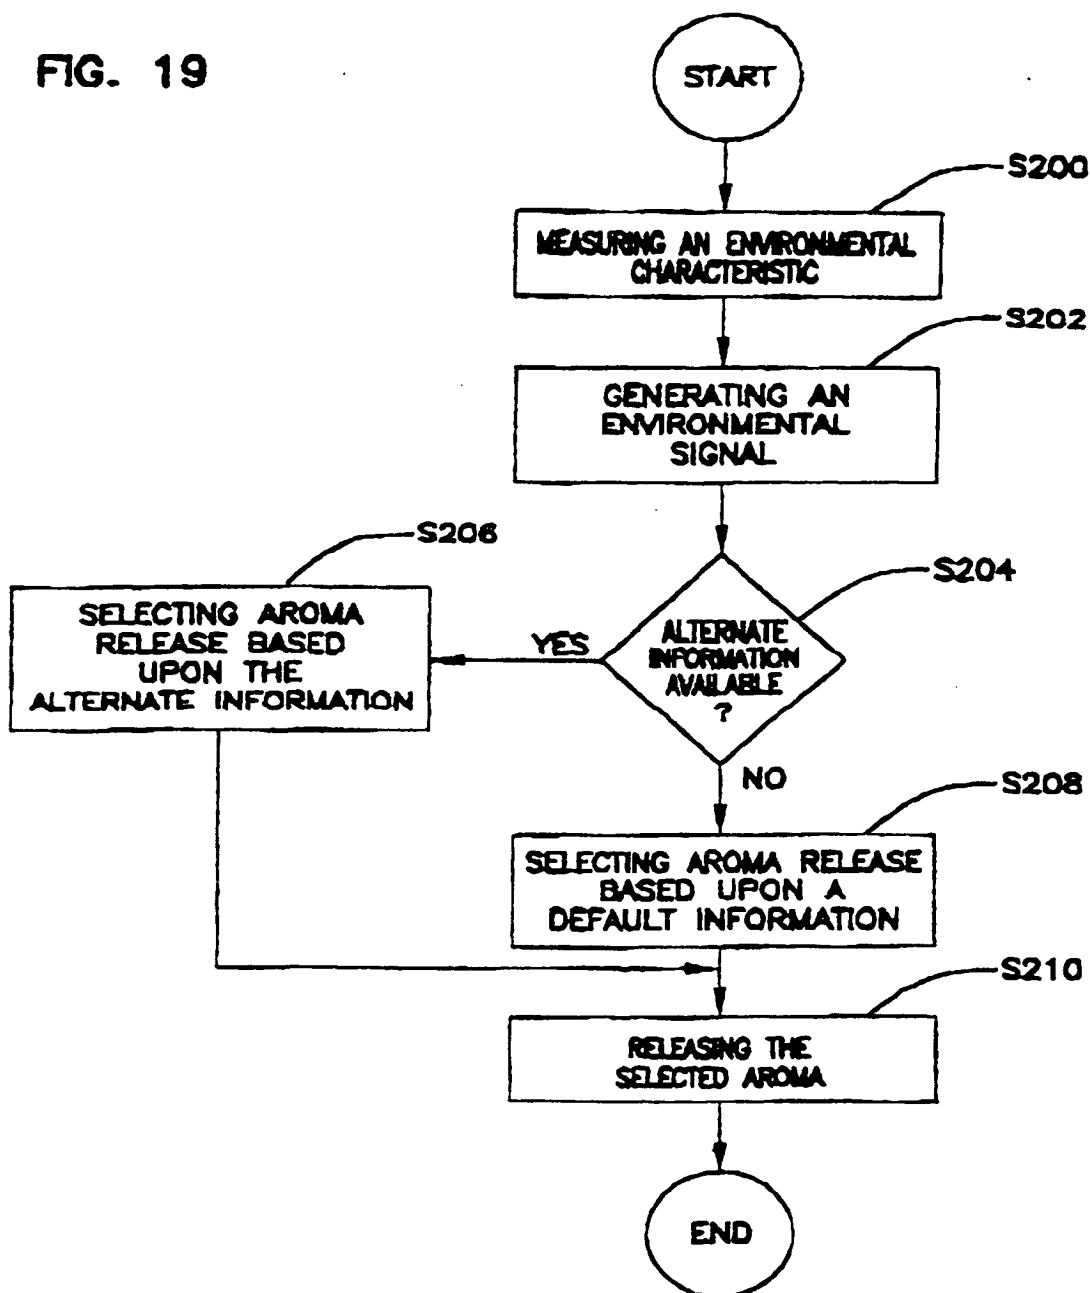 FIG. 19
START
S200
MEASURING AN ENVIRONMENTAL
CHARACTERISTIC
S202
GENERATING AN
ENVIRONMENTAL
SIGNAL
S206
S204
SELECTING AROMA
RELEASE BASED
UPON THE
ALTERNATE INFORMATION
YES
ALTERNATE
INFORMATION
AVAILABLE
?
NO
S208
SELECTING AROMA RELEASE
BASED UPON A
DEFAULT INFORMATION
S210
RELEASING THE
SELECTED AROMA
END